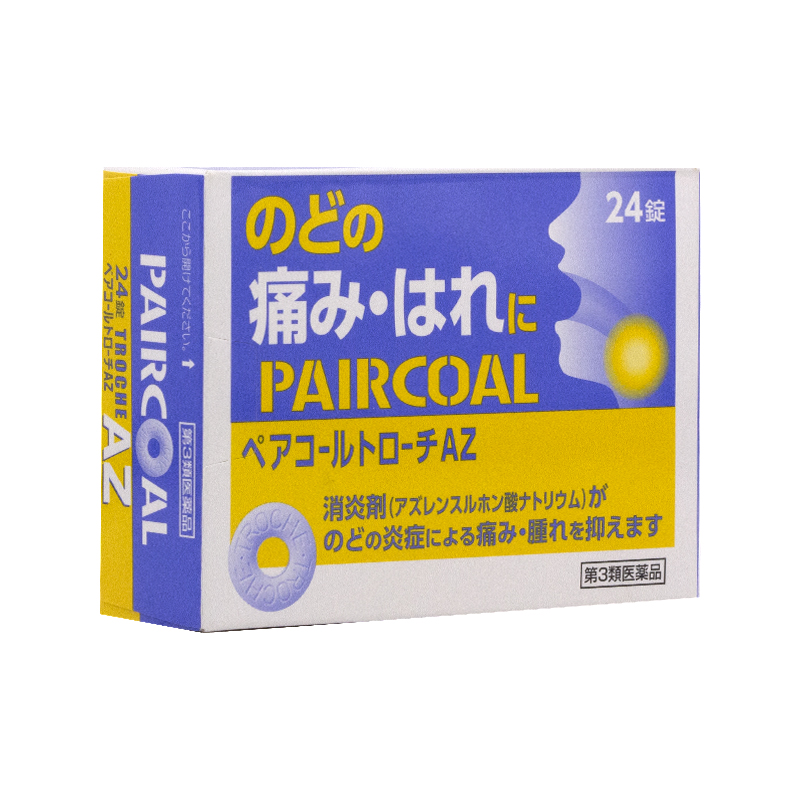 のどの
痛み・はれに
PAIRCOAL
24錠
ペアコールトローチAZ
消炎剤(アズレンスルホン酸ナトリウム)が
のどの炎症による痛み・腫れを抑えます
第3類医薬品
TROCHE・TROCHE・
ここから開けてください。↑
PAIRCOAL
第3類医薬品
24錠 TROCHE AZ
ペアコールトローチAZ